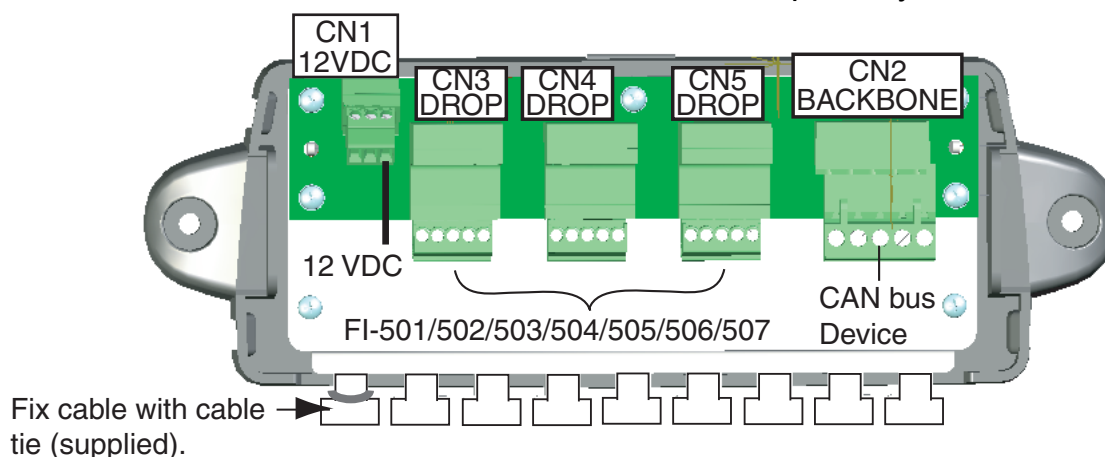 CN1
12VDC
CN3
DROP
CN4
DROP
CN5
DROP
CN2
BACKBONE
12 VDC
CAN bus
Device
FI-501/502/503/504/505/506/507
Fix cable with cable
tie (supplied).